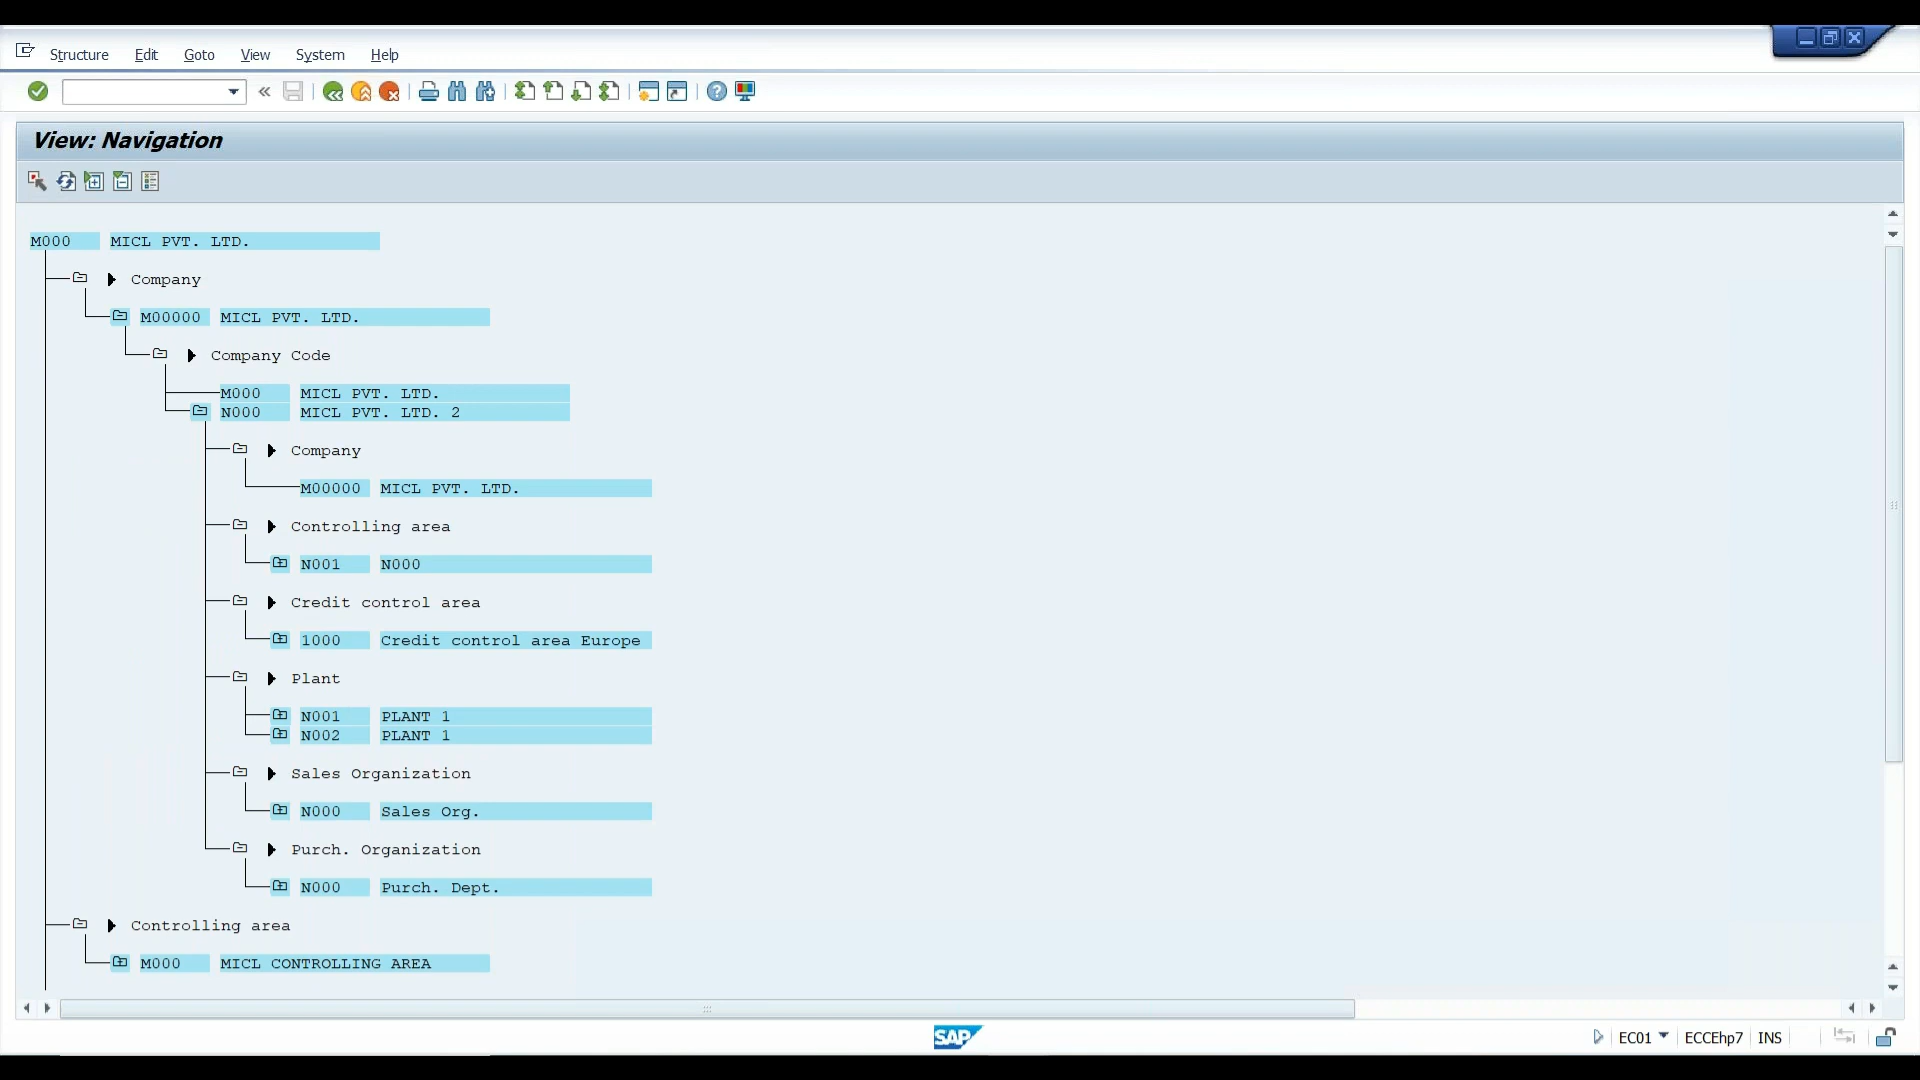 Structure Edit Goto View System Help
View: Navigation
M000 MICL PVT. LTD.
Company
M00000 MICL PVT. LTD.
Company Code
M000 MICL PVT. LTD.
N000 MICL PVT. LTD. 2
Company
M00000 MICL PVT. LTD.
Controlling area
N001 N000
Credit control area
1000 Credit control area Europe
Plant
N001 PLANT 1
N002 PLANT 1
Sales Organization
N000 Sales Org.
Purch. Organization
N000 Purch. Dept.
Controlling area
M000 MICL CONTROLLING AREA
SAP EC01 ECCEhp7 INS